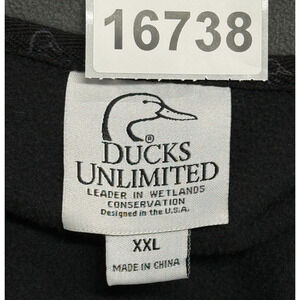 16738
®
DUCKS
UNLIMITED
LEADER IN WETLANDS
CONSERVATION
Designed in the U.S.A.
XXL
MADE IN CHINA